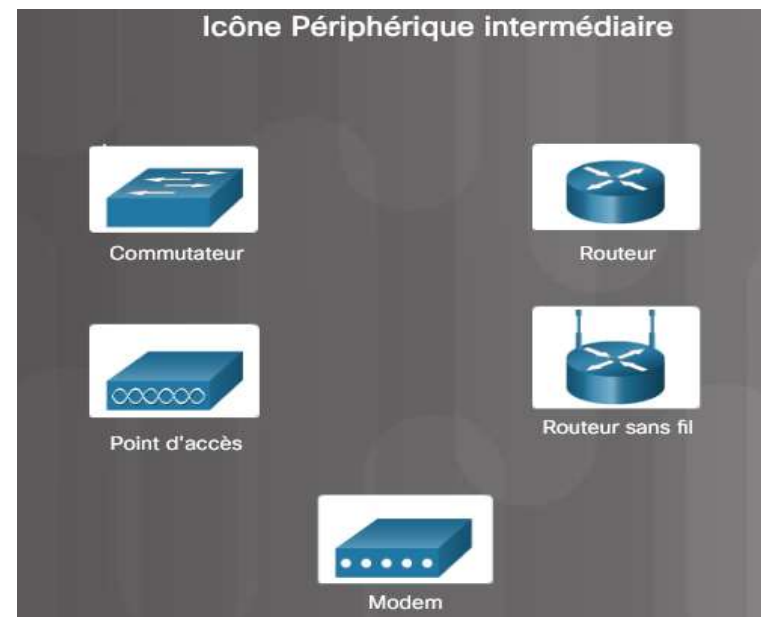 Icône Périphérique intermédiaire
Commutateur
Routeur
Point d'accès
Routeur sans fil
Modem